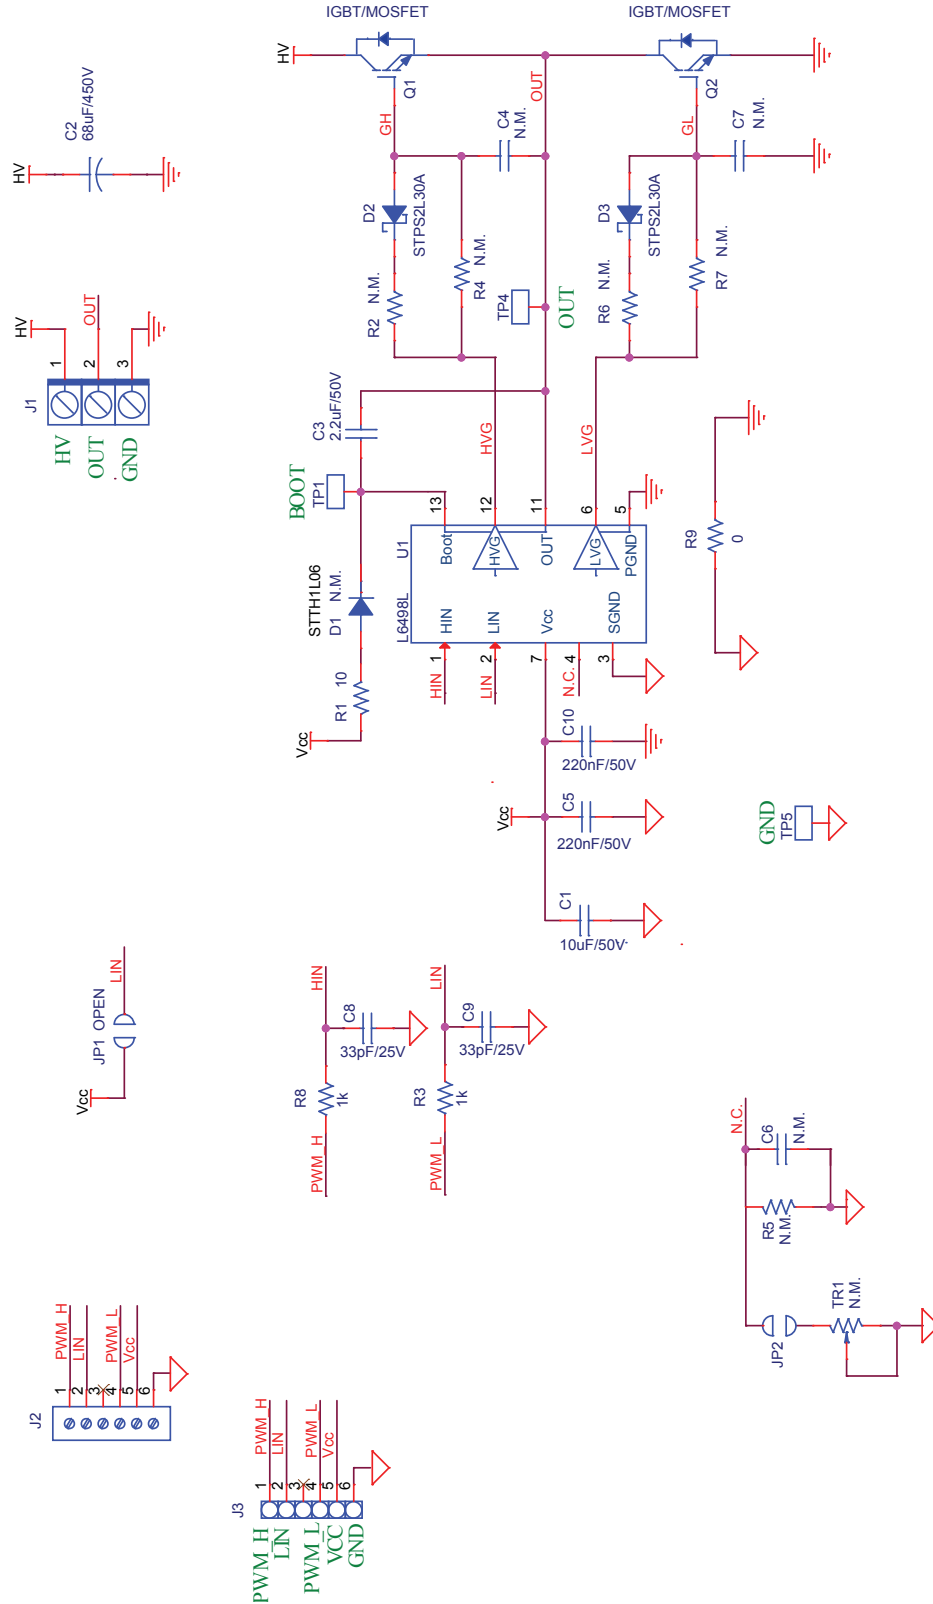 IGBT/MOSFET
IGBT/MOSFET
HV
Q1
OUT
Q2
C2
68uF/450V
HV
GH
C4
N.M.
GL
C7
N.M.
D2
STPS2L30A
D3
STPS2L30A
R2
N.M.
R4
N.M.
R6
N.M.
R7
N.M.
TP4
OUT
HV
OUT
J1
1
2
3
HV
OUT
GND
C3
2.2uF/50V
HVG
LVG
BOOT
TP1
13
12
11
6
5
U1
Boot
HVG
OUT
LVG
PGND
L6498L
HIN
LIN
Vcc
SGND
1
2
7
4
3
HIN
LIN
N.C.
STTH1L06
D1
N.M.
R1
10
Vcc
R9
0
C10
220nF/50V
Vcc
C5
220nF/50V
C1
10uF/50V
GND
TP5
LIN
JP1
OPEN
Vcc
HIN
C8
33pF/25V
R8
1k
PWM_H
LIN
C9
33pF/25V
R3
1k
PWM_L
N.C.
C6
N.M.
R5
N.M.
TR1
N.M.
JP2
J2
PWM_H
LIN
PWM_L
Vcc
1
2
3
4
5
6
J3
PWM_H
LIN
PWM_L
Vcc
1
2
3
4
5
6
PWM_H
LIN
PWM_L
VCC
GND